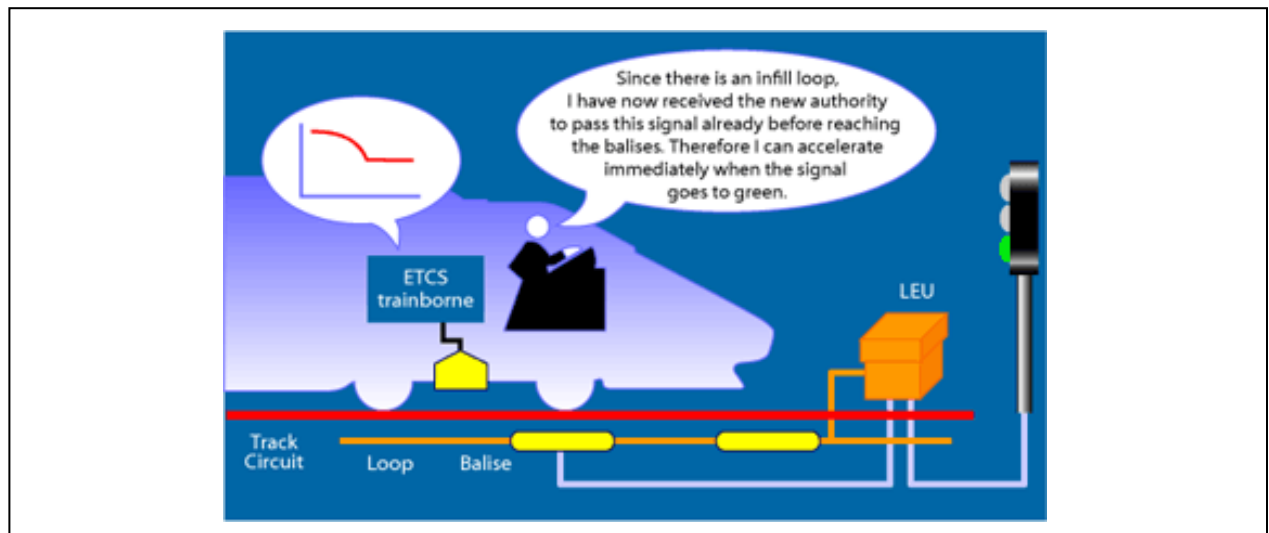 Since there is an infill loop,
I have now received the new authority
to pass this signal already before reaching
the balises. Therefore I can accelerate
immediately when the signal
goes to green.
ETCS
trainborne
LEU
Track
Circuit
Loop
Balise